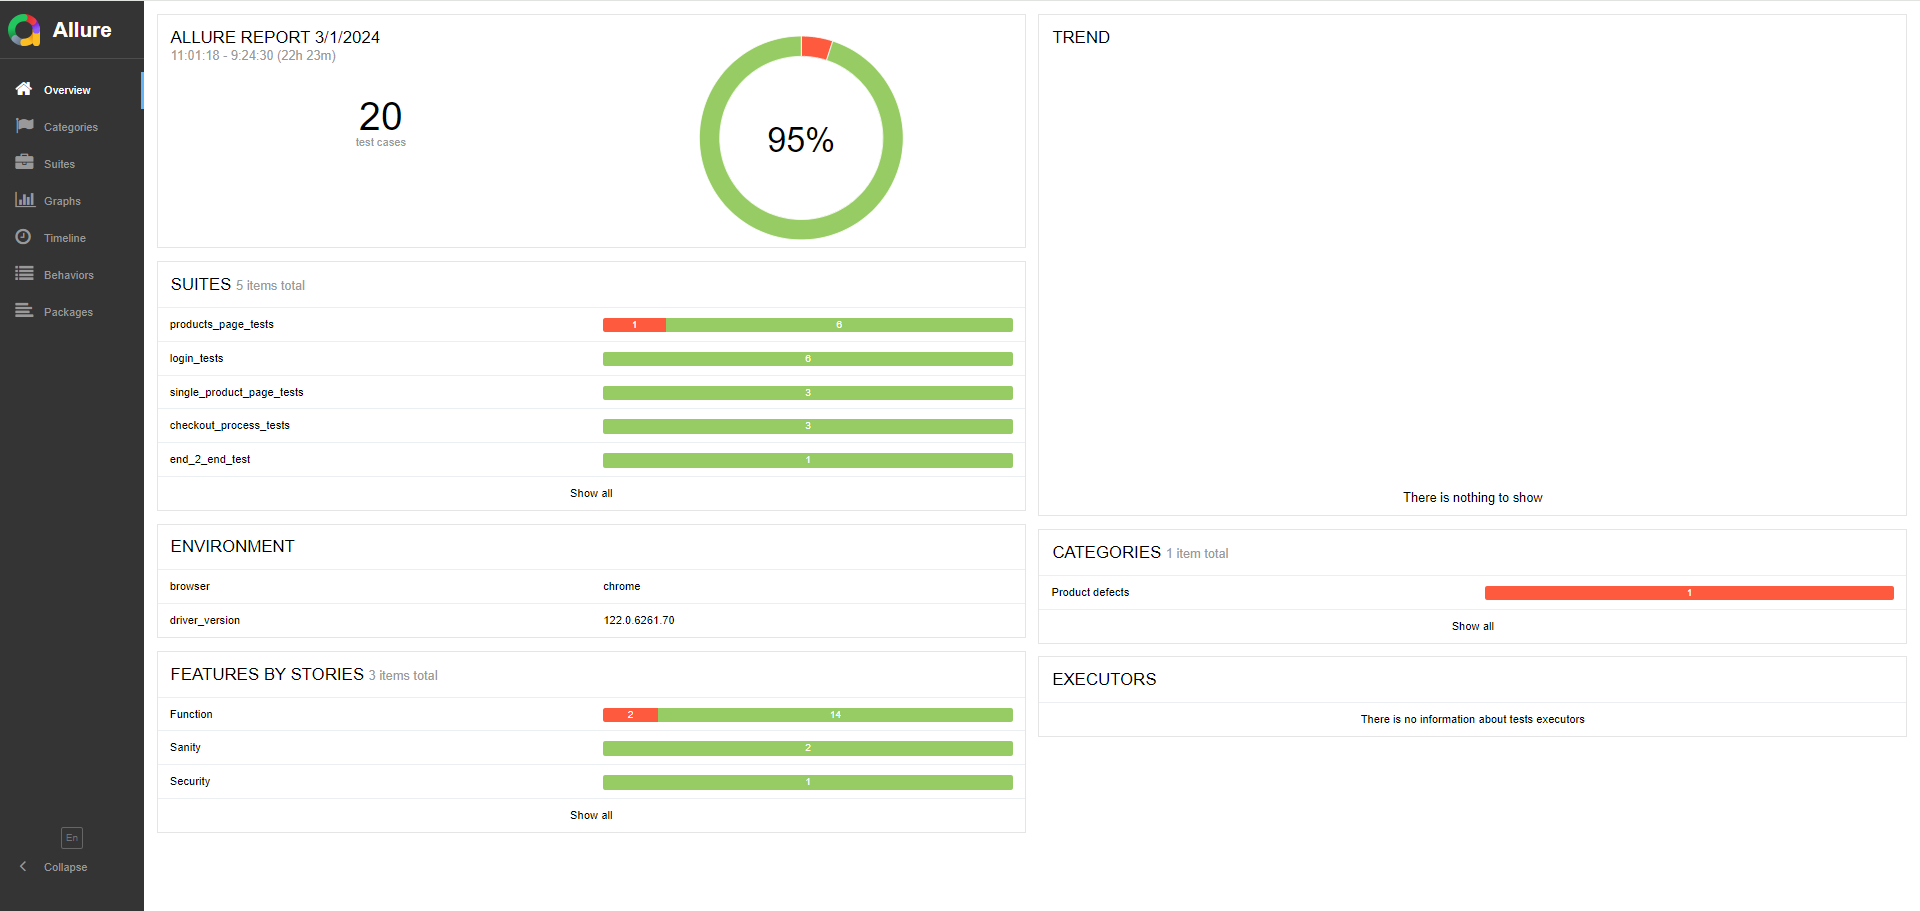 Allure
Overview
Categories
Suites
Graphs
Timeline
Behaviors
Packages
En
Collapse
ALLURE REPORT 3/1/2024
11:01:18 - 9:24:30 (22h 23m)
20
test cases
95%
SUITES 5 items total
products_page_tests 1 6
login_tests 6
single_product_page_tests 3
checkout_process_tests 3
end_2_end_test 1
Show all
ENVIRONMENT
browser chrome
driver_version 122.0.6261.70
FEATURES BY STORIES 3 items total
Function 2 14
Sanity 2
Security 1
Show all
TREND
There is nothing to show
CATEGORIES 1 item total
Product defects 1
Show all
EXECUTORS
There is no information about tests executors